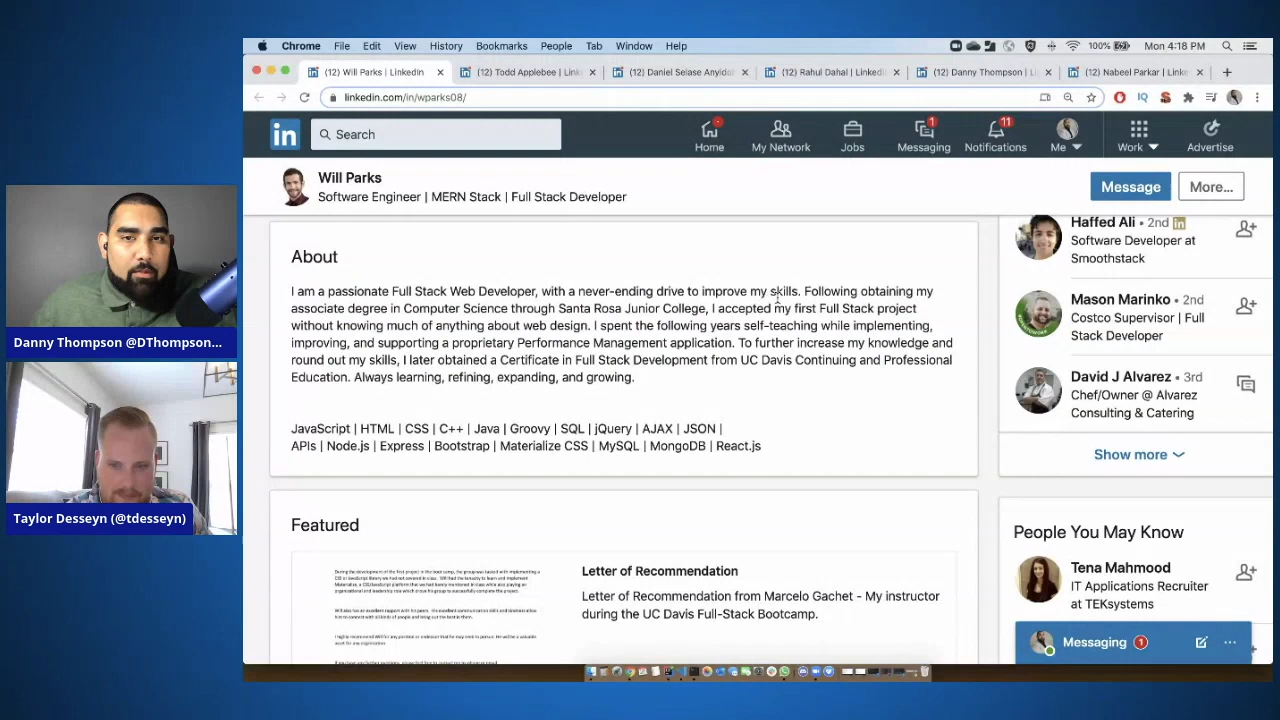 Chrome File Edit View History Bookmarks People Tab Window Help
100% Mon 4:18 PM
(12) Will Parks | LinkedIn
(12) Todd Applebee | Link
(12) Daniel Selase Anyidot
(12) Rahul Dahal | LinkedI
(12) Danny Thompson | L
(12) Nabeel Parkar | Linke
linkedin.com/in/wparks08/
in Search
Home
My Network
Jobs
1
Messaging
11
Notifications
Me
Work
Advertise
Will Parks
Software Engineer | MERN Stack | Full Stack Developer
Message
More...
About
I am a passionate Full Stack Web Developer, with a never-ending drive to improve my skills. Following obtaining my
associate degree in Computer Science through Santa Rosa Junior College, I accepted my first Full Stack project
without knowing much of anything about web design. I spent the following years self-teaching while implementing,
improving, and supporting a proprietary Performance Management application. To further increase my knowledge and
round out my skills, I later obtained a Certificate in Full Stack Development from UC Davis Continuing and Professional
Education. Always learning, refining, expanding, and growing.
JavaScript | HTML | CSS | C++ | Java | Groovy | SQL | jQuery | AJAX | JSON |
APIs | Node.js | Express | Bootstrap | Materialize CSS | MySQL | MongoDB | React.js
Featured
Letter of Recommendation
Letter of Recommendation from Marcelo Gachet - My instructor
during the UC Davis Full-Stack Bootcamp.
Haffed Ali • 2nd in
Software Developer at
Smoothstack
Mason Marinko • 2nd
Costco Supervisor | Full
Stack Developer
David J Alvarez • 3rd
Chef/Owner @ Alvarez
Consulting & Catering
Show more
People You May Know
IT Application Manager
at TEKsystems
Messaging 1
Danny Thompson @DThompson...
Taylor Desseyn (@tdesseyn)